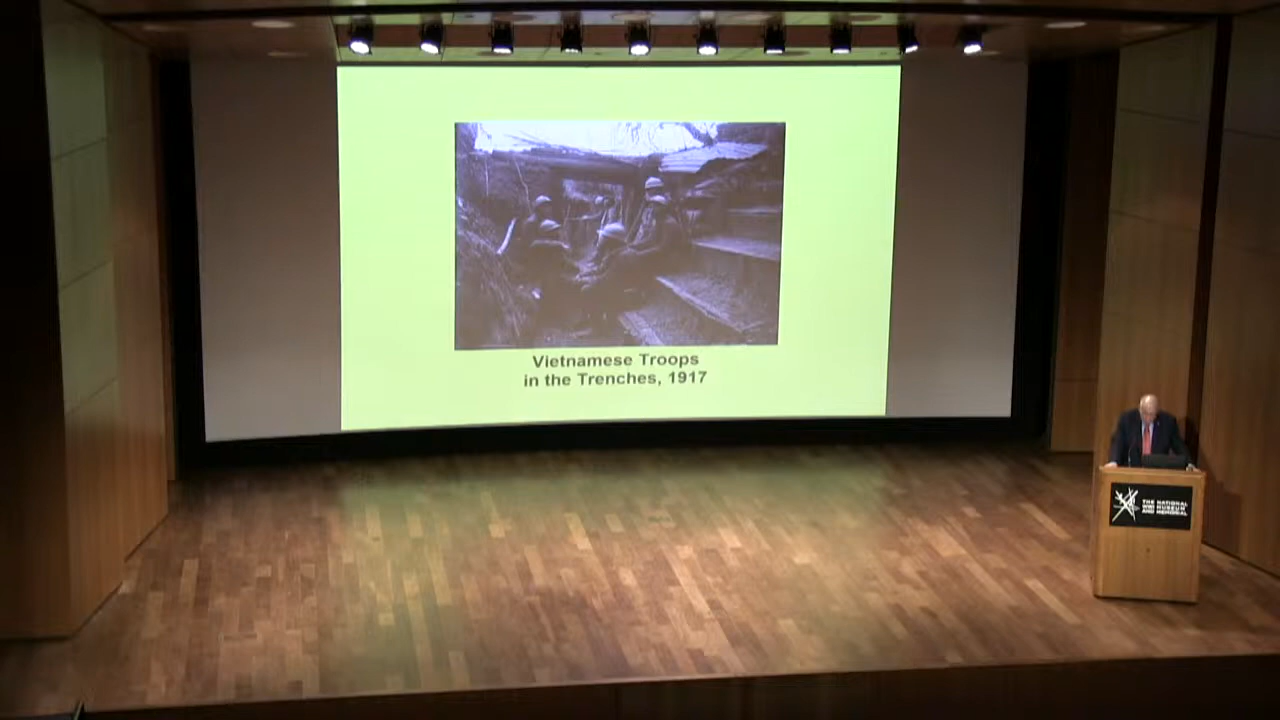 Vietnamese Troops
in the Trenches, 1917
THE NATIONAL
WWI MUSEUM
AND MEMORIAL